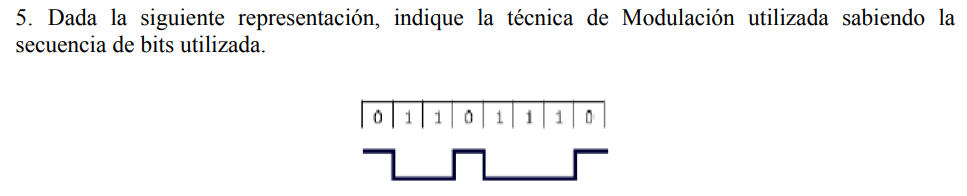 5. Dada la siguiente representación, indique la técnica de Modulación utilizada sabiendo la
secuencia de bits utilizada.
0 1 1 0 1 1 1 0